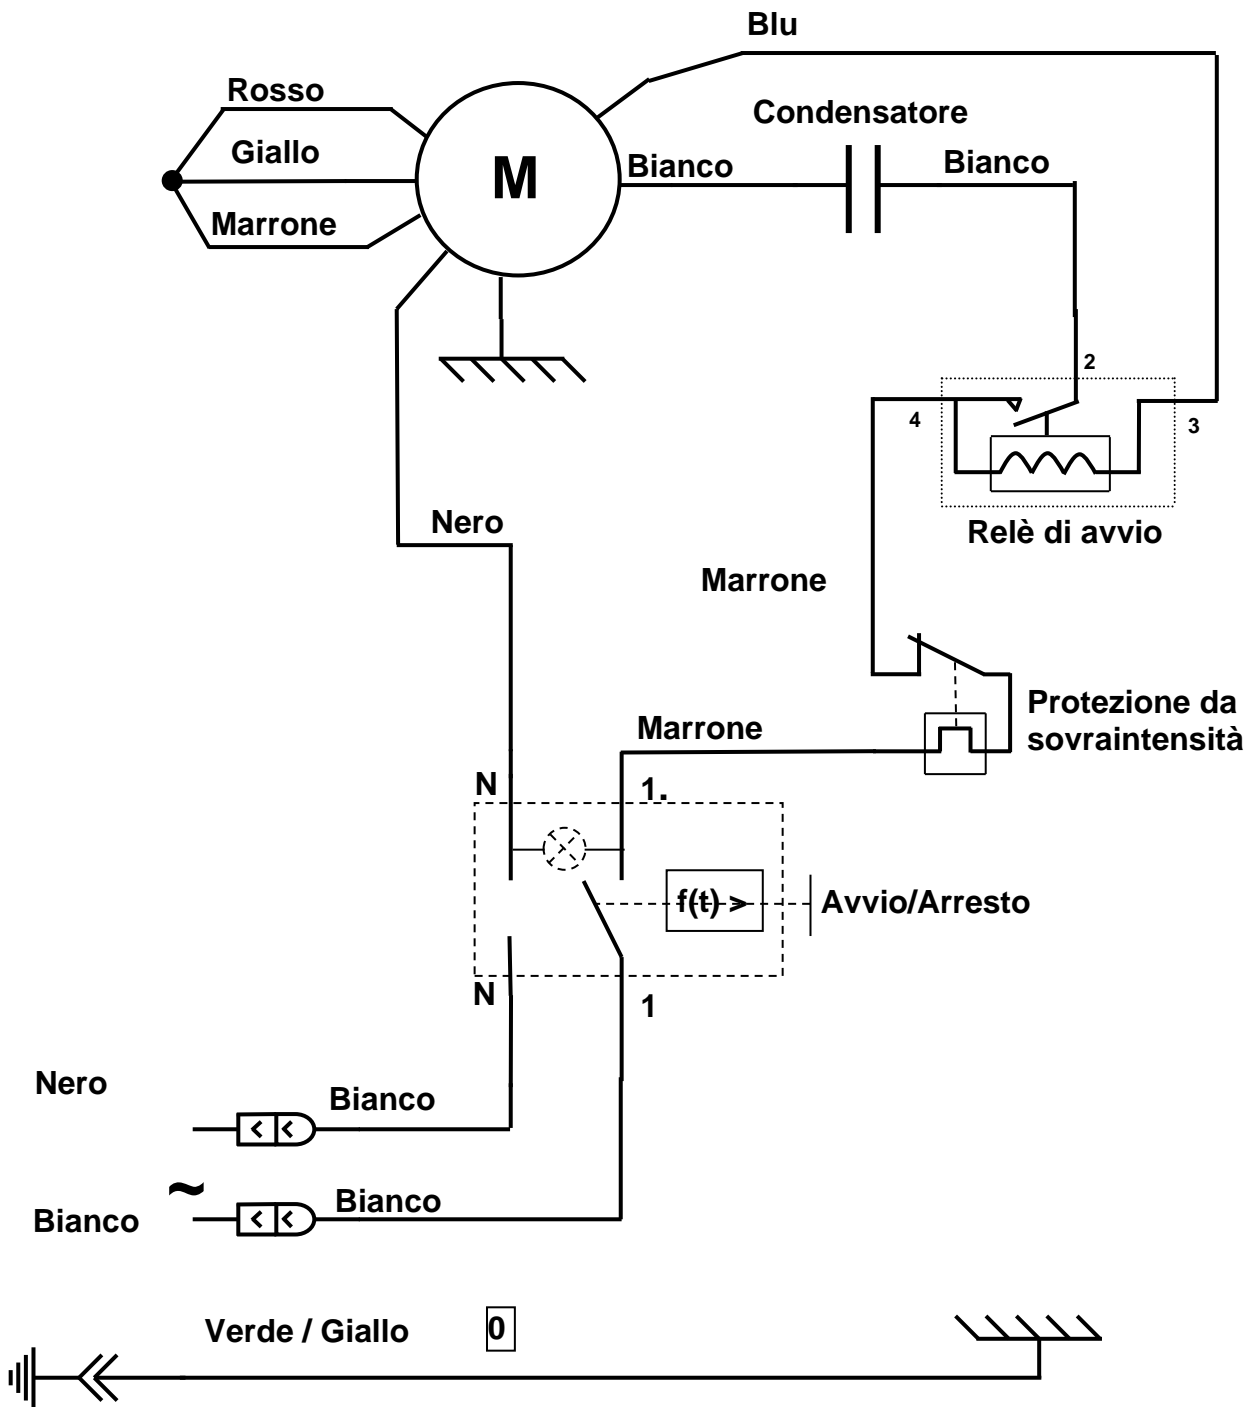 Blu
Rosso
Condensatore
Giallo
M
Bianco
Bianco
Marrone
2
4
3
Nero
Relè di avvio
Marrone
Protezione da
sovraintensità
Marrone
N
1.
f(t) >
Avvio/Arresto
N
1
Nero
Bianco
~
Bianco
Bianco
Verde / Giallo
0